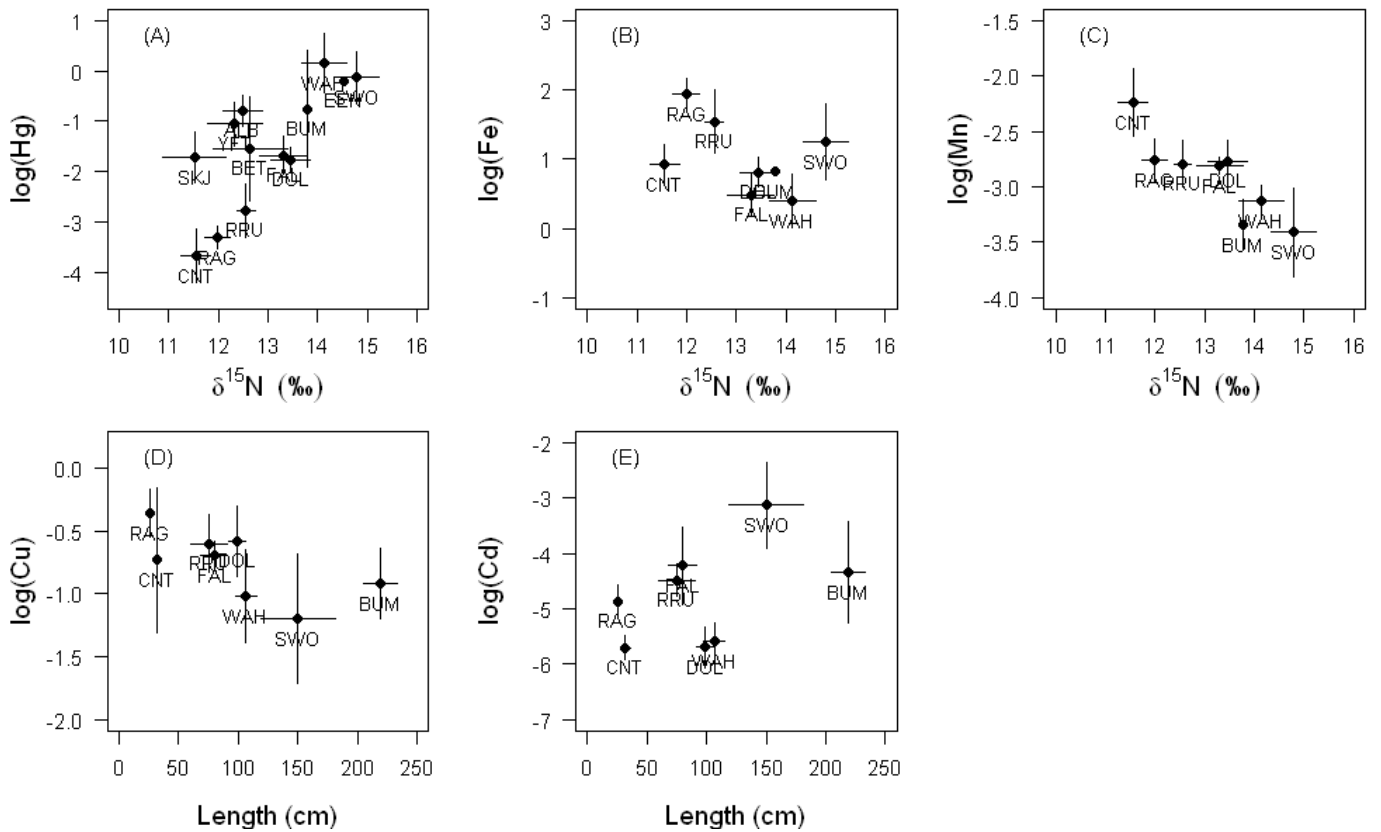 (A)
log(Hg)
1
0
-1
-2
-3
-4
WAH
SWO
BUM
ALB
YFT
BET
FAL
DOL
SKJ
RRU
RAG
CNT
10 11 12 13 14 15 16
δ15N (‰)
(B)
log(Fe)
3
2
1
0
-1
RAG
RRU
SWO
CNT
BUM
FAL
WAH
10 11 12 13 14 15 16
δ15N (‰)
(C)
log(Mn)
-1.5
-2.0
-2.5
-3.0
-3.5
-4.0
CNT
RAG
RRU
FAL
DOL
WAH
BUM
SWO
10 11 12 13 14 15 16
δ15N (‰)
(D)
log(Cu)
0.0
-0.5
-1.0
-1.5
-2.0
RAG
CNT
RRU
FAL
DOL
WAH
SWO
BUM
0 50 100 150 200 250
Length (cm)
(E)
log(Cd)
-2
-3
-4
-5
-6
-7
SWO
FAL
RRU
BUM
RAG
CNT
DOL
WAH
0 50 100 150 200 250
Length (cm)